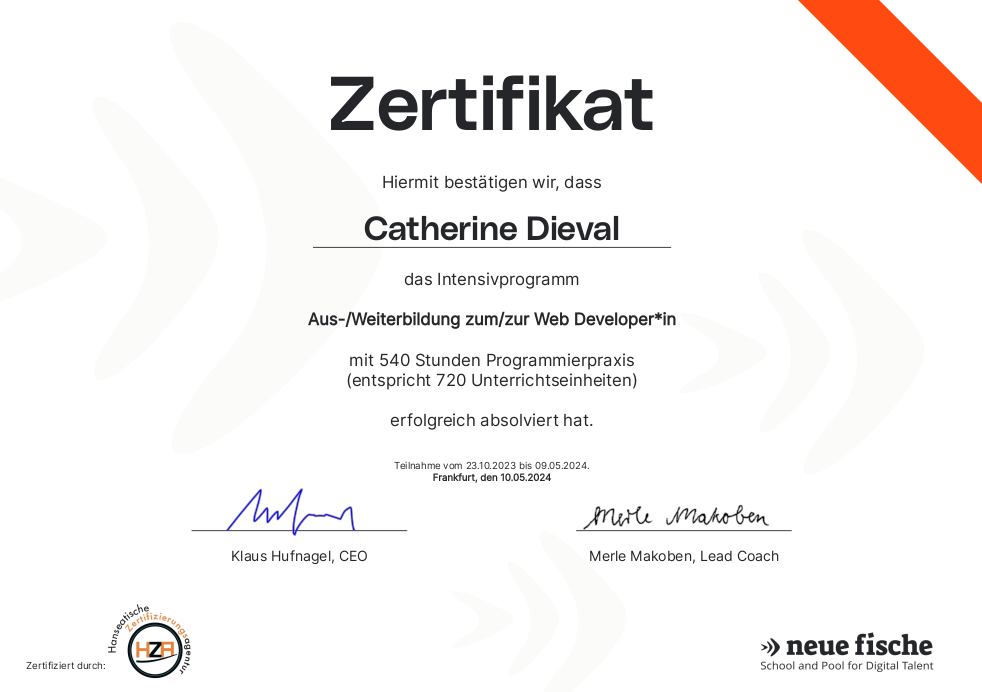 Zertifikat
Hiermit bestätigen wir, dass
Catherine Dieval
das Intensivprogramm
Aus-/Weiterbildung zum/zur Web Developer*in
mit 540 Stunden Programmierpraxis
(entspricht 720 Unterrichtseinheiten)
erfolgreich absolviert hat.
Teilnahme vom 23.10.2023 bis 09.05.2024.
Frankfurt, den 10.05.2024
Merle Makoben
Klaus Hufnagel, CEO
Merle Makoben, Lead Coach
Zertifiziert durch:
Hanseatische
Zertifizierungsagentur
HZA
neue fische
School and Pool for Digital Talent